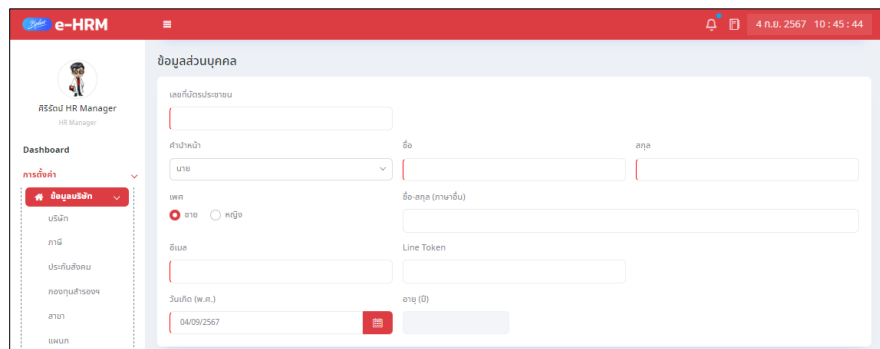 e-HRM
4 ก.ย. 2567 10 : 45 : 44
ศิริรัตน์ HR Manager
HR Manager
Dashboard
การตั้งค่า
ข้อมูลบริษัท
บริษัท
ภาษี
ประกันสังคม
กองทุนสำรองฯ
สาขา
แผนก
ข้อมูลส่วนบุคคล
เลขที่บัตรประชาชน
คำนำหน้า
ชื่อ
สกุล
นาย
เพศ
ชื่อ-สกุล (ภาษาอื่น)
ชาย หญิง
อีเมล
Line Token
วันเกิด (พ.ศ.)
อายุ (ปี)
04/09/2567